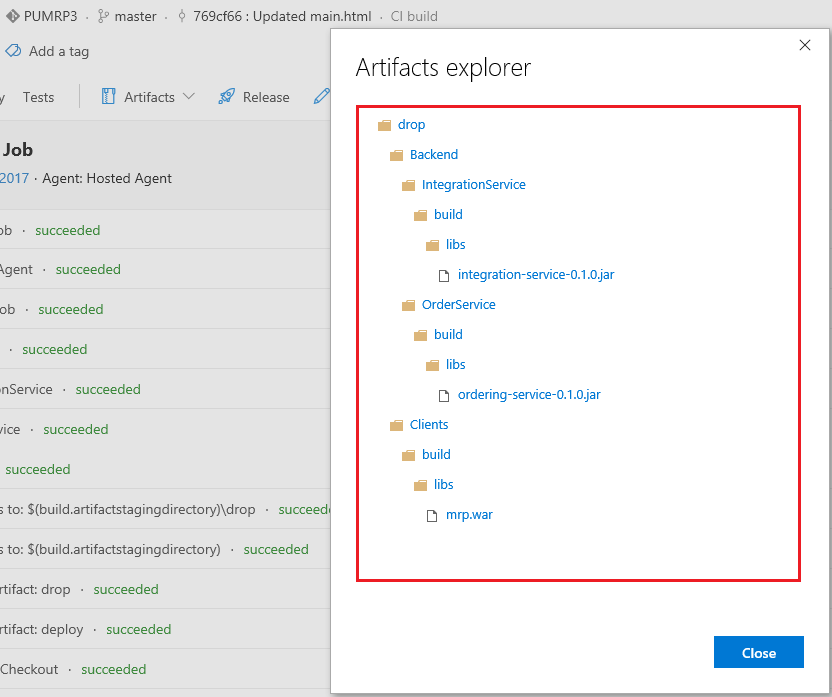 PUMRP3 · master · 769cf66 : Updated main.html · CI build
Add a tag
y Tests Artifacts Release
Job
2017 · Agent: Hosted Agent
ob · succeeded
Agent · succeeded
ob · succeeded
· succeeded
onService · succeeded
vice · succeeded
succeeded
s to: $(build.artifactstagingdirectory)\drop · succeede
s to: $(build.artifactstagingdirectory) · succeeded
rtifact: drop · succeeded
rtifact: deploy · succeeded
Checkout · succeeded
Artifacts explorer
drop
Backend
IntegrationService
build
libs
integration-service-0.1.0.jar
OrderService
build
libs
ordering-service-0.1.0.jar
Clients
build
libs
mrp.war
Close